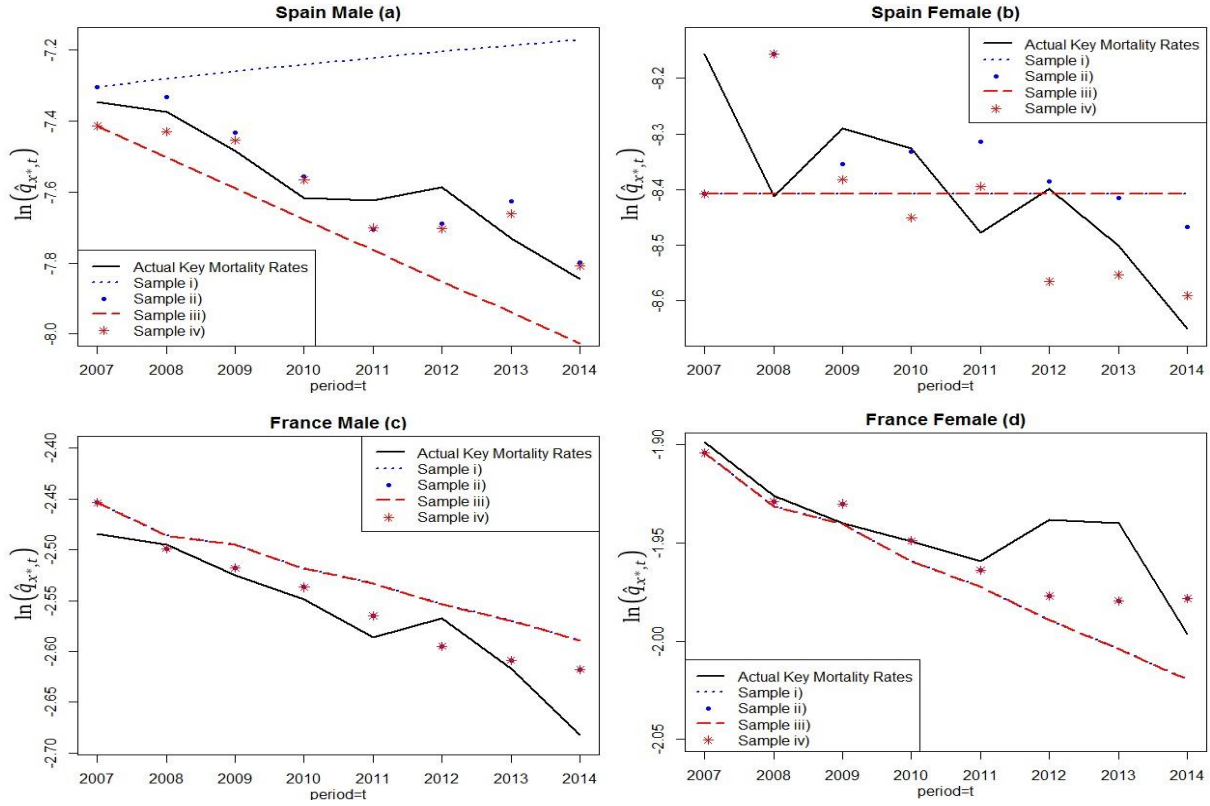 Spain Male (a)
ln(q̂x*,t)
-7.2
-7.4
-7.6
-7.8
-8.0
Actual Key Mortality Rates
Sample i)
Sample ii)
Sample iii)
Sample iv)
2007 2008 2009 2010 2011 2012 2013 2014
period=t
Spain Female (b)
ln(q̂x*,t)
-8.2
-8.3
-8.4
-8.5
-8.6
Actual Key Mortality Rates
Sample i)
Sample ii)
Sample iii)
Sample iv)
2007 2008 2009 2010 2011 2012 2013 2014
period=t
France Male (c)
ln(q̂x*,t)
-2.40
-2.45
-2.50
-2.55
-2.60
-2.65
-2.70
Actual Key Mortality Rates
Sample i)
Sample ii)
Sample iii)
Sample iv)
2007 2008 2009 2010 2011 2012 2013 2014
period=t
France Female (d)
ln(q̂x*,t)
-1.90
-1.95
-2.00
-2.05
Actual Key Mortality Rates
Sample i)
Sample ii)
Sample iii)
Sample iv)
2007 2008 2009 2010 2011 2012 2013 2014
period=t